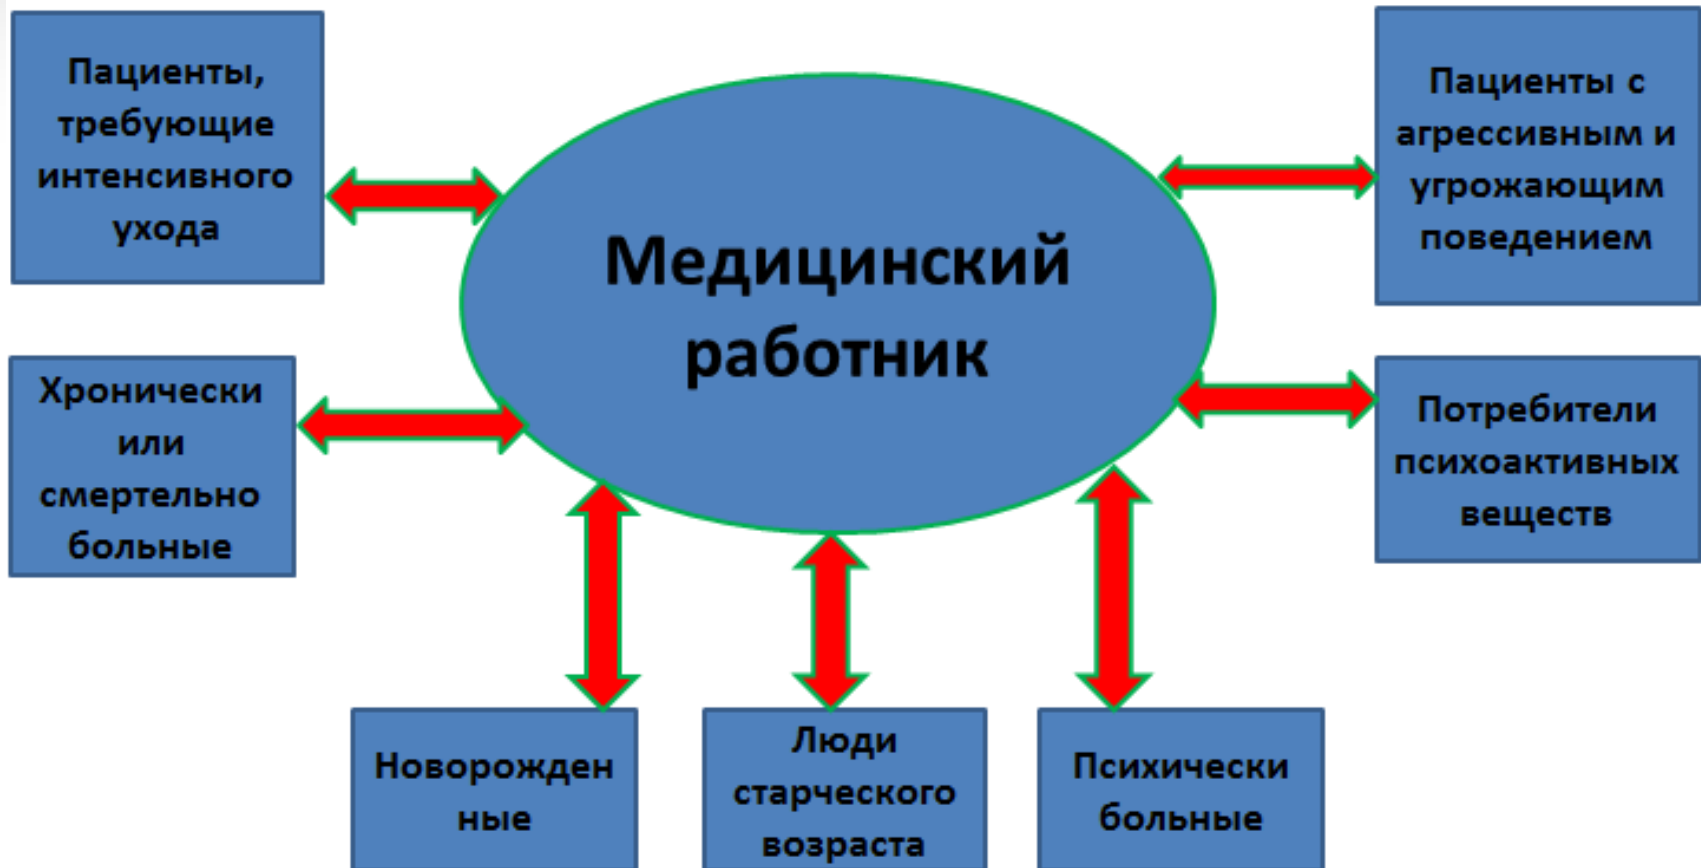 Пациенты,
требующие
интенсивного
ухода
Медицинский
работник
Пациенты с
агрессивным и
угрожающим
поведением
Хронически
или
смертельно
больные
Потребители
психоактивных
веществ
Новорожден
ные
Люди
старческого
возраста
Психически
больные